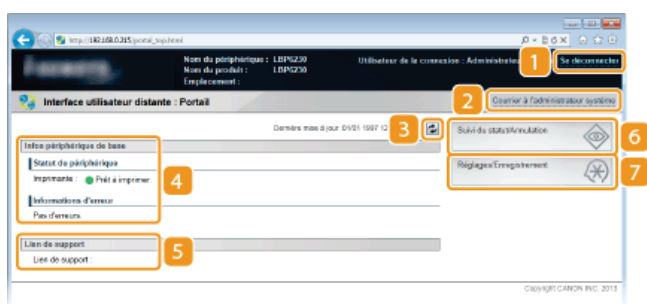 http://192.168.0.215/portal_top.html
Nom du périphérique : LBP6230
Nom du produit : LBP6230
Emplacement :
Utilisateur de la connexion : Administrateur
1
Se déconnecter
Interface utilisateur distante : Portail
2
Courrier à l'administrateur système
Dernière mise à jour 01/01 1997 12
3
Suivi du statut/Annulation
6
Infos périphérique de base
Statut du périphérique
Imprimante : Prêt à imprimer.
4
Réglages/Enregistrement
7
Informations d'erreur
Pas d'erreurs.
Lien de support
5
Lien de support :
Copyright CANON INC. 2013